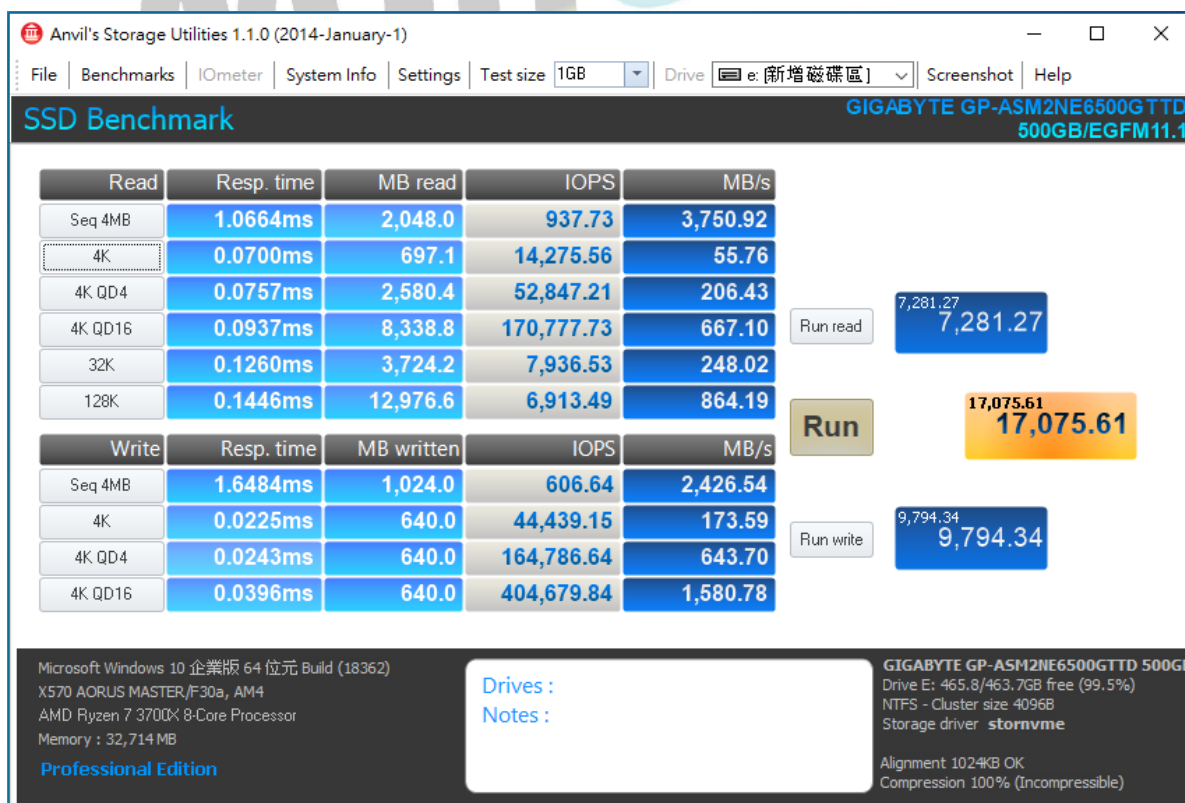 Anvil's Storage Utilities 1.1.0 (2014-January-1)
File Benchmarks IOmeter System Info Settings Test size 1GB Drive e: [新增磁碟區] Screenshot Help
SSD Benchmark
GIGABYTE GP-ASM2NE6500GTTD
500GB/EGFM11.1
Read Resp. time MB read IOPS MB/s
Seq 4MB 1.0664ms 2,048.0 937.73 3,750.92
4K 0.0700ms 697.1 14,275.56 55.76
4K QD4 0.0757ms 2,580.4 52,847.21 206.43
4K QD16 0.0937ms 8,338.8 170,777.73 667.10
32K 0.1260ms 3,724.2 7,936.53 248.02
128K 0.1446ms 12,976.6 6,913.49 864.19
Run read
7,281.27
7,281.27
Run
17,075.61
17,075.61
Write Resp. time MB written IOPS MB/s
Seq 4MB 1.6484ms 1,024.0 606.64 2,426.54
4K 0.0225ms 640.0 44,439.15 173.59
4K QD4 0.0243ms 640.0 164,786.64 643.70
4K QD16 0.0396ms 640.0 404,679.84 1,580.78
Run write
9,794.34
9,794.34
Microsoft Windows 10 企業版 64 位元 Build (18362)
X570 AORUS MASTER/F30a, AM4
AMD Ryzen 7 3700X 8-Core Processor
Memory : 32,714 MB
Professional Edition
Drives :
Notes :
GIGABYTE GP-ASM2NE6500GTTD 500G
Drive E: 465.8/463.7GB free (99.5%)
NTFS - Cluster size 4096B
Storage driver stornvme
Alignment 1024KB OK
Compression 100% (Incompressible)